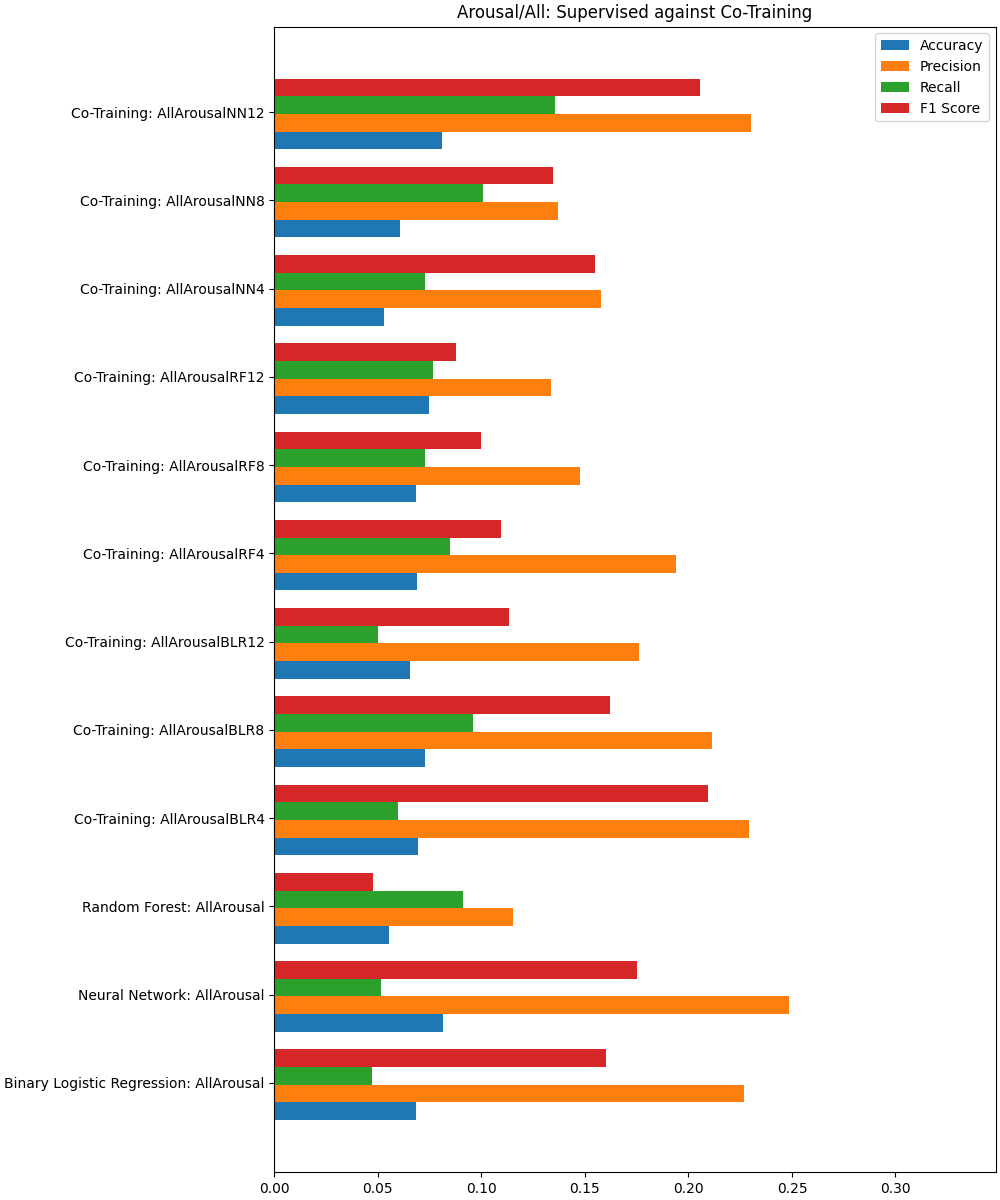 Arousal/All: Supervised against Co-Training
Accuracy
Precision
Recall
F1 Score
Co-Training: AllArousalNN12
Co-Training: AllArousalNN8
Co-Training: AllArousalNN4
Co-Training: AllArousalRF12
Co-Training: AllArousalRF8
Co-Training: AllArousalRF4
Co-Training: AllArousalBLR12
Co-Training: AllArousalBLR8
Co-Training: AllArousalBLR4
Random Forest: AllArousal
Neural Network: AllArousal
Binary Logistic Regression: AllArousal
0.00 0.05 0.10 0.15 0.20 0.25 0.30